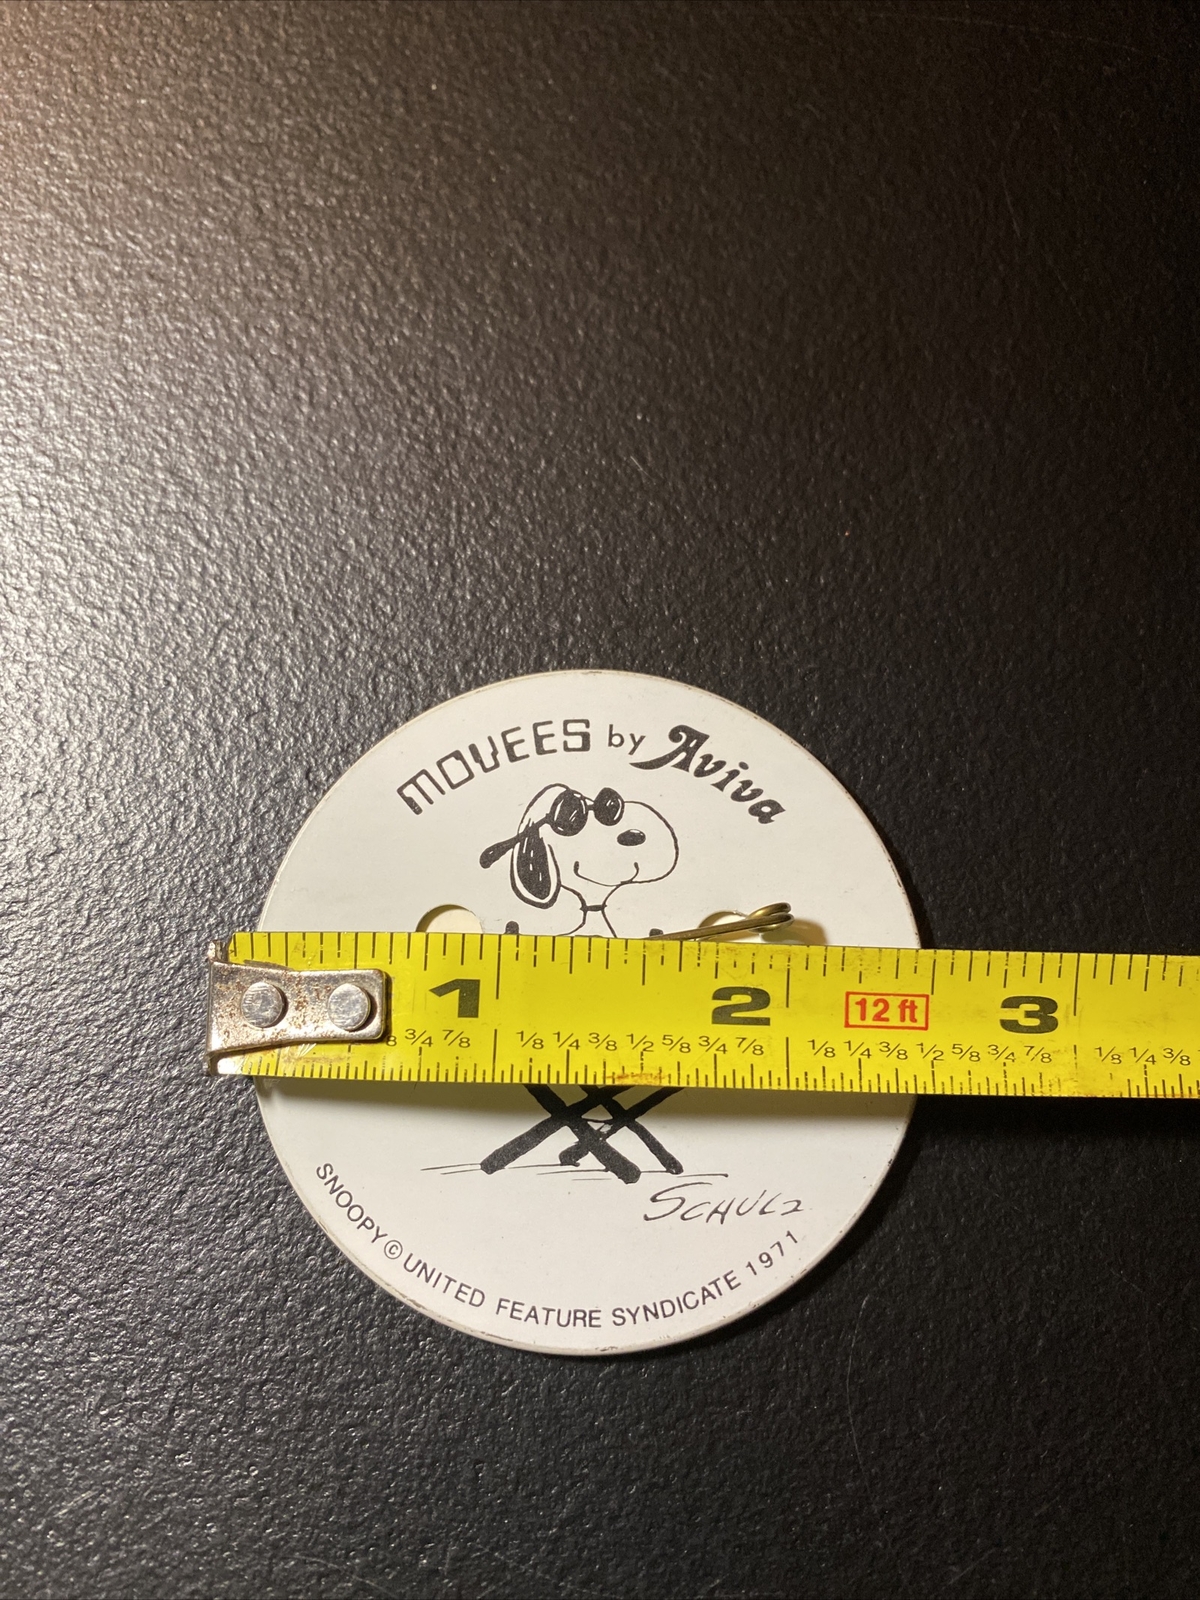 MOVEES by Aviva
1 2 12 ft 3
8 3/4 7/8 1/8 1/4 3/8 1/2 5/8 3/4 7/8 1/8 1/4 3/8 1/2 5/8 3/4 7/8 1/8 1/4 3/8
SCHULZ
SNOOPY © UNITED FEATURE SYNDICATE 1971